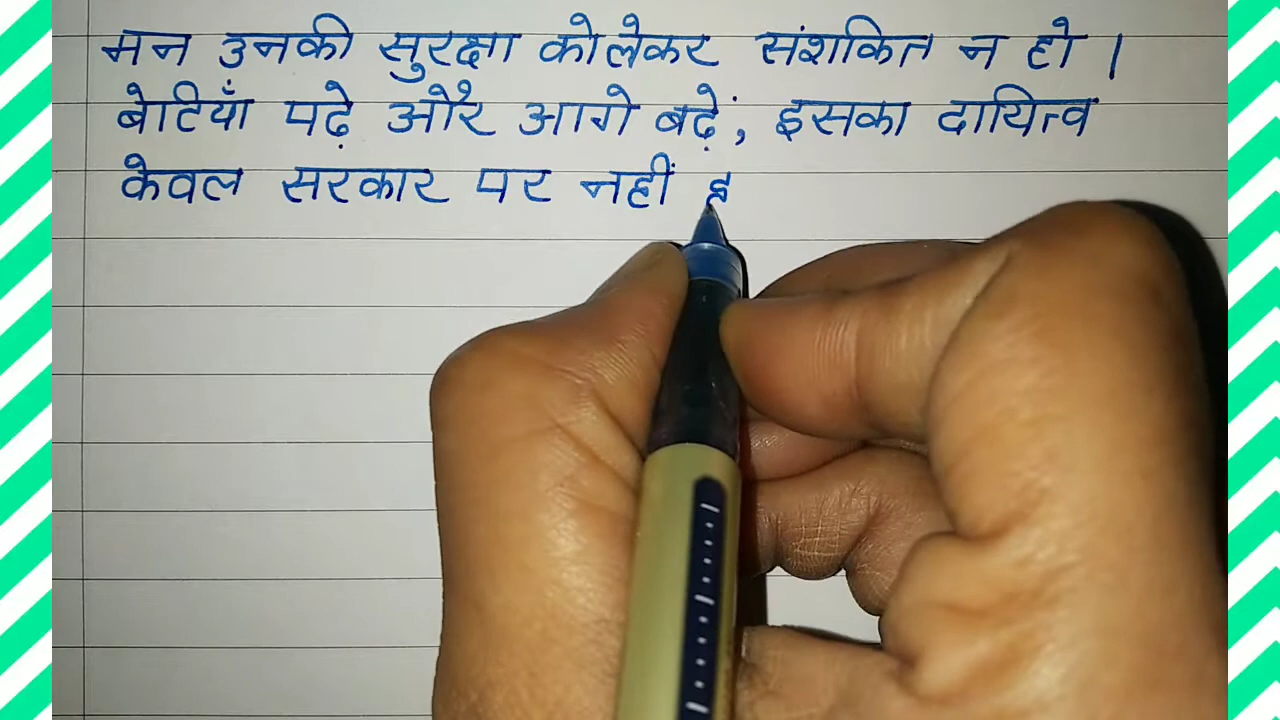 मन उनकी सुरक्षा को लेकर संशकित न हो ।
बेटियाँ पढ़े और आगे बढ़ें, इसका दायित्व
केवल सरकार पर नहीं ह